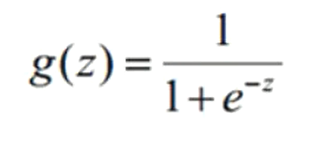 g(z) = 1 / (1 + e^{-z})